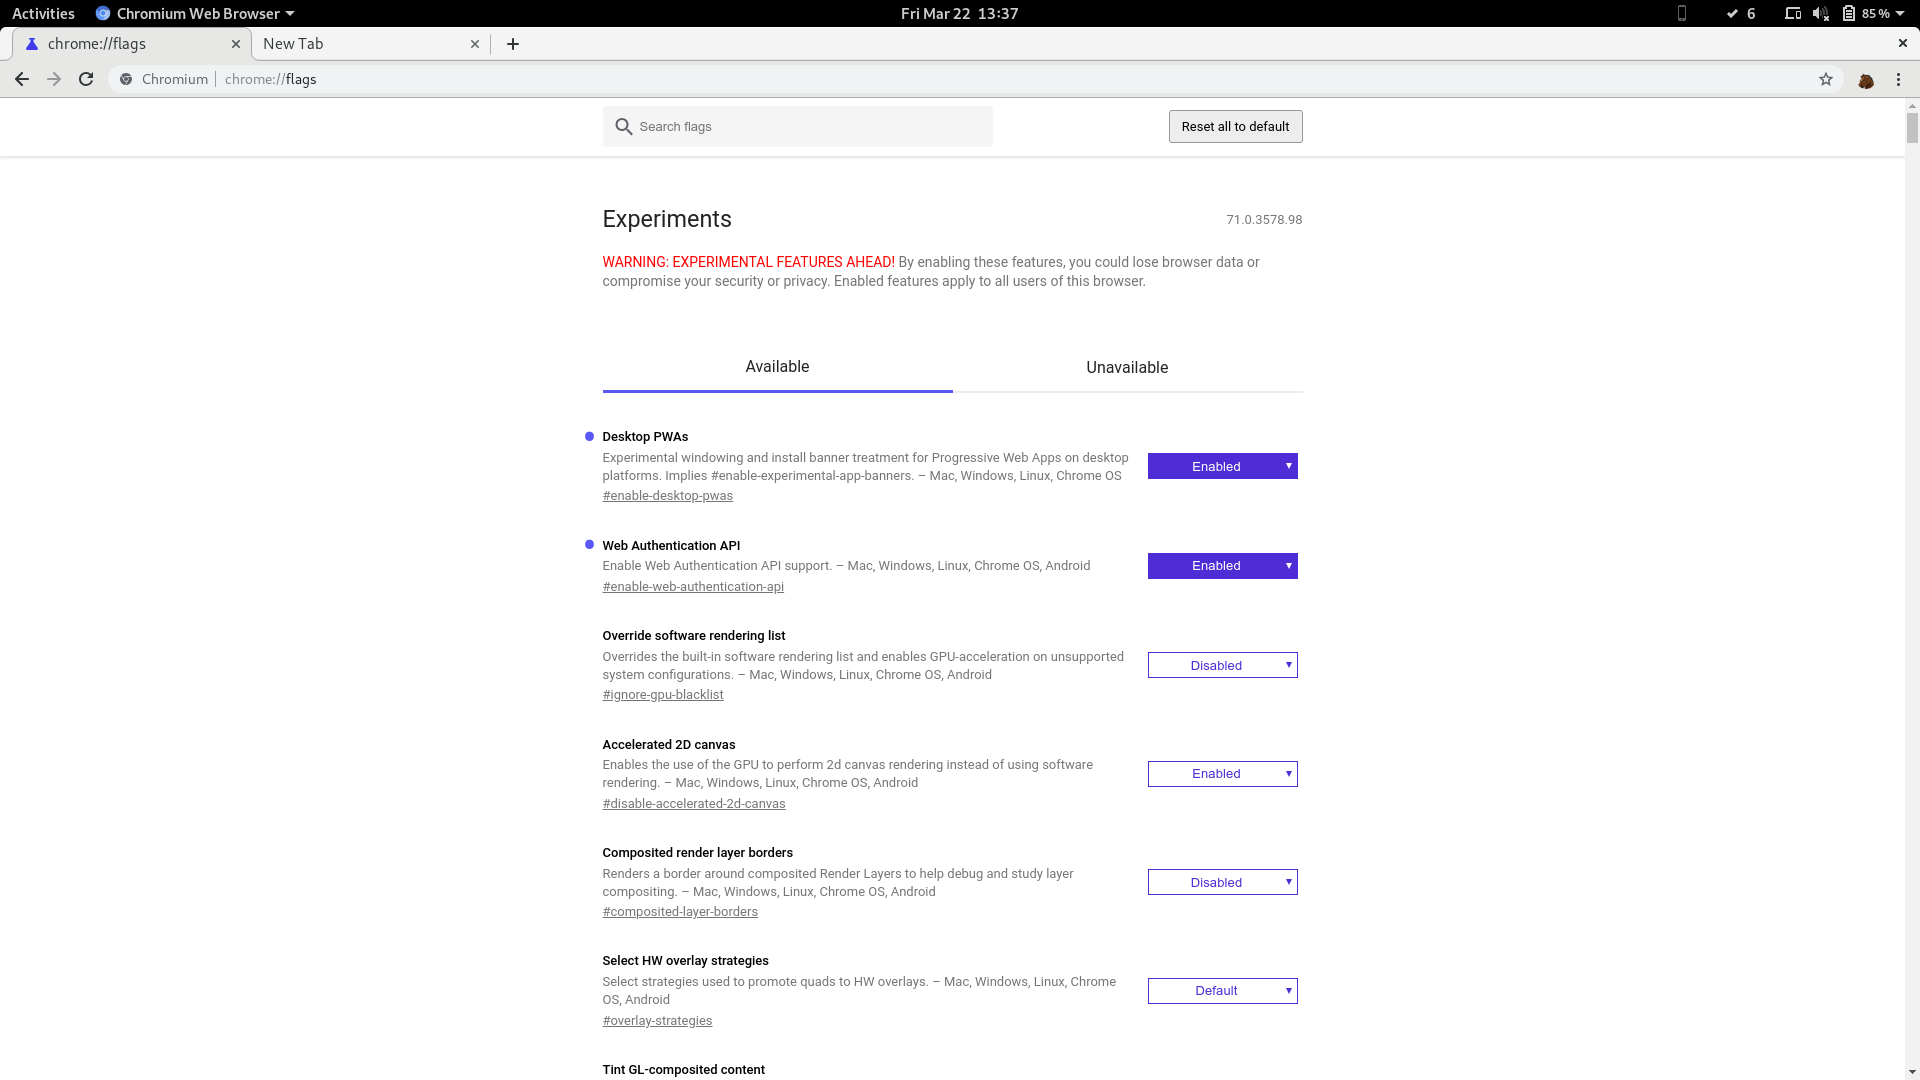 Activities
Chromium Web Browser
Fri Mar 22 13:37
6
85 %
chrome://flags
New Tab
Chromium
chrome://flags
Search flags
Reset all to default
Experiments
71.0.3578.98
WARNING: EXPERIMENTAL FEATURES AHEAD! By enabling these features, you could lose browser data or
compromise your security or privacy. Enabled features apply to all users of this browser.
Available
Unavailable
Desktop PWAs
Experimental windowing and install banner treatment for Progressive Web Apps on desktop
platforms. Implies #enable-experimental-app-banners. – Mac, Windows, Linux, Chrome OS
#enable-desktop-pwas
Enabled
Web Authentication API
Enable Web Authentication API support. – Mac, Windows, Linux, Chrome OS, Android
#enable-web-authentication-api
Enabled
Override software rendering list
Overrides the built-in software rendering list and enables GPU-acceleration on unsupported
system configurations. – Mac, Windows, Linux, Chrome OS, Android
#ignore-gpu-blacklist
Disabled
Accelerated 2D canvas
Enables the use of the GPU to perform 2d canvas rendering instead of using software
rendering. – Mac, Windows, Linux, Chrome OS, Android
#disable-accelerated-2d-canvas
Enabled
Composited render layer borders
Renders a border around composited Render Layers to help debug and study layer
compositing. – Mac, Windows, Linux, Chrome OS, Android
#composited-layer-borders
Disabled
Select HW overlay strategies
Select strategies used to promote quads to HW overlays. – Mac, Windows, Linux, Chrome
OS, Android
#overlay-strategies
Default
Tint GL-composited content